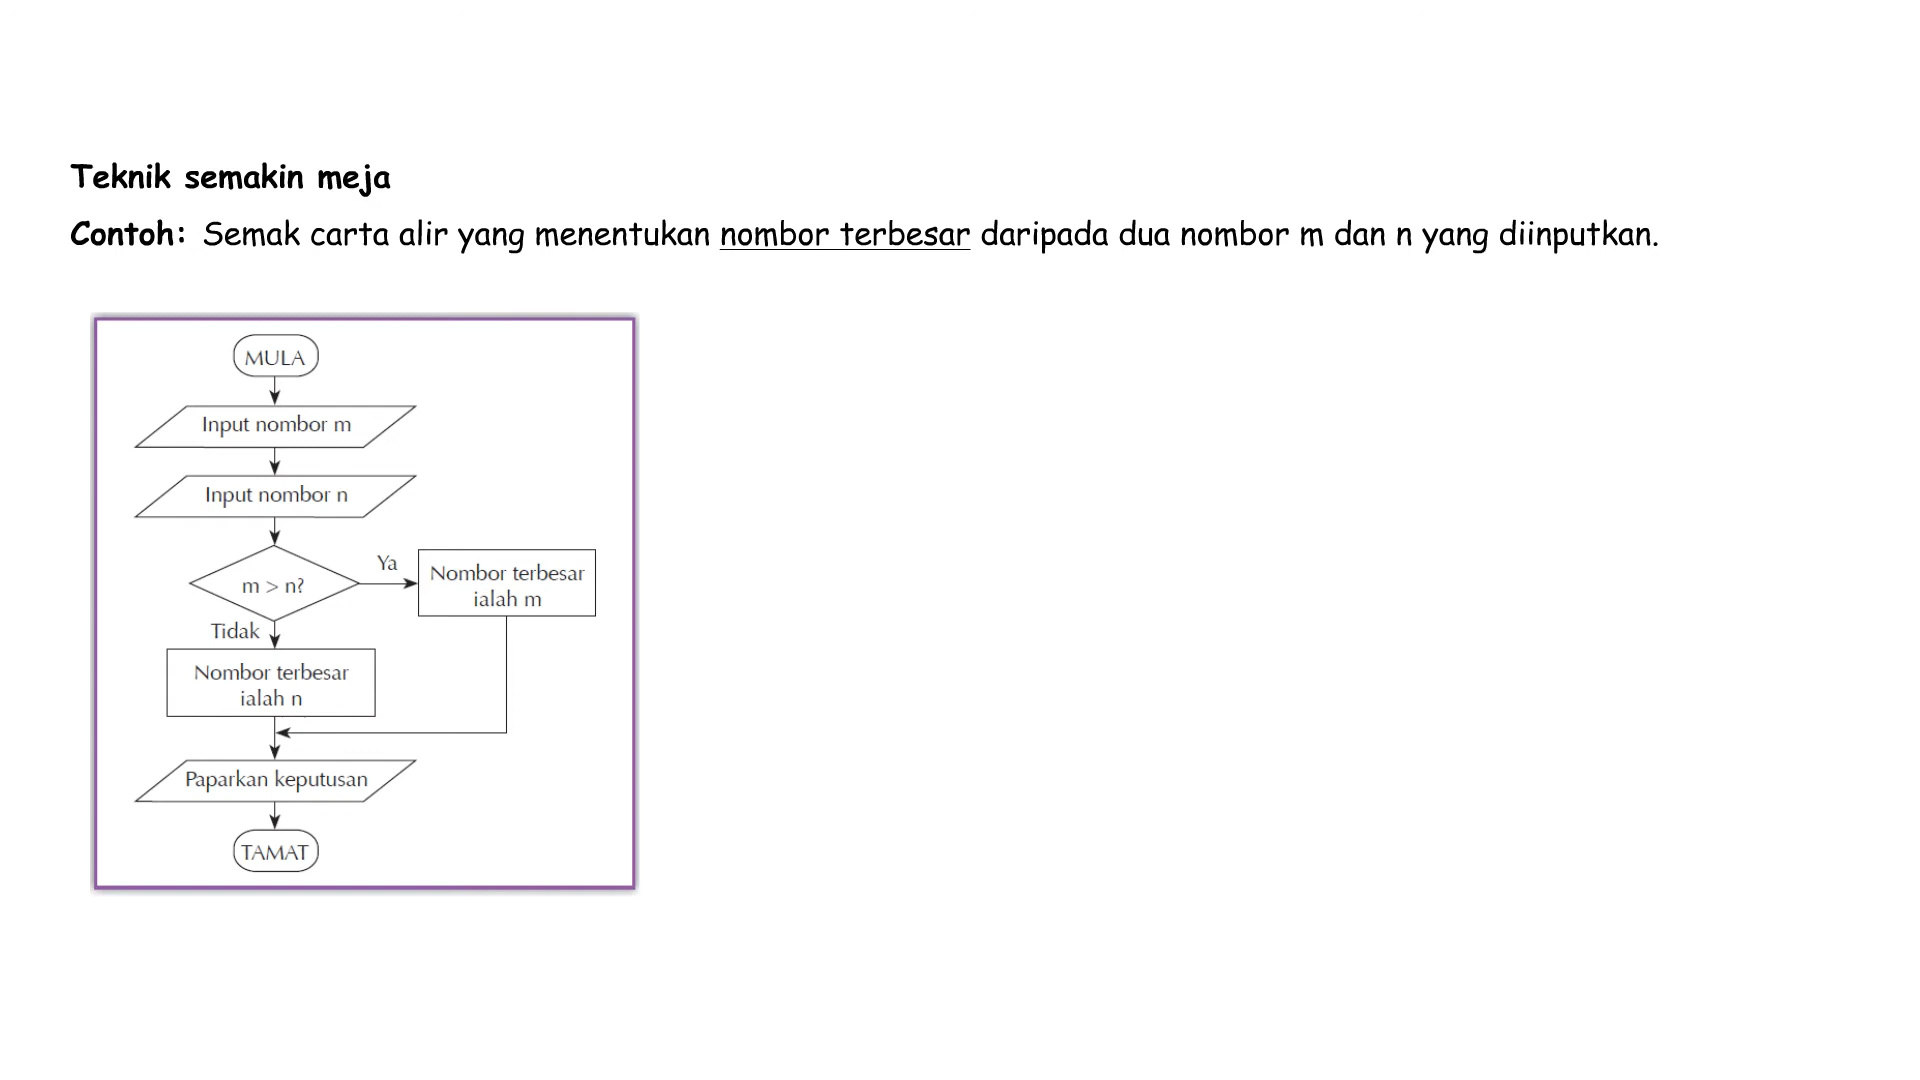 Teknik semakin meja
Contoh: Semak carta alir yang menentukan nombor terbesar daripada dua nombor m dan n yang diinputkan.
MULA
Input nombor m
Input nombor n
m > n?
Ya
Nombor terbesar
ialah m
Tidak
Nombor terbesar
ialah n
Paparkan keputusan
TAMAT